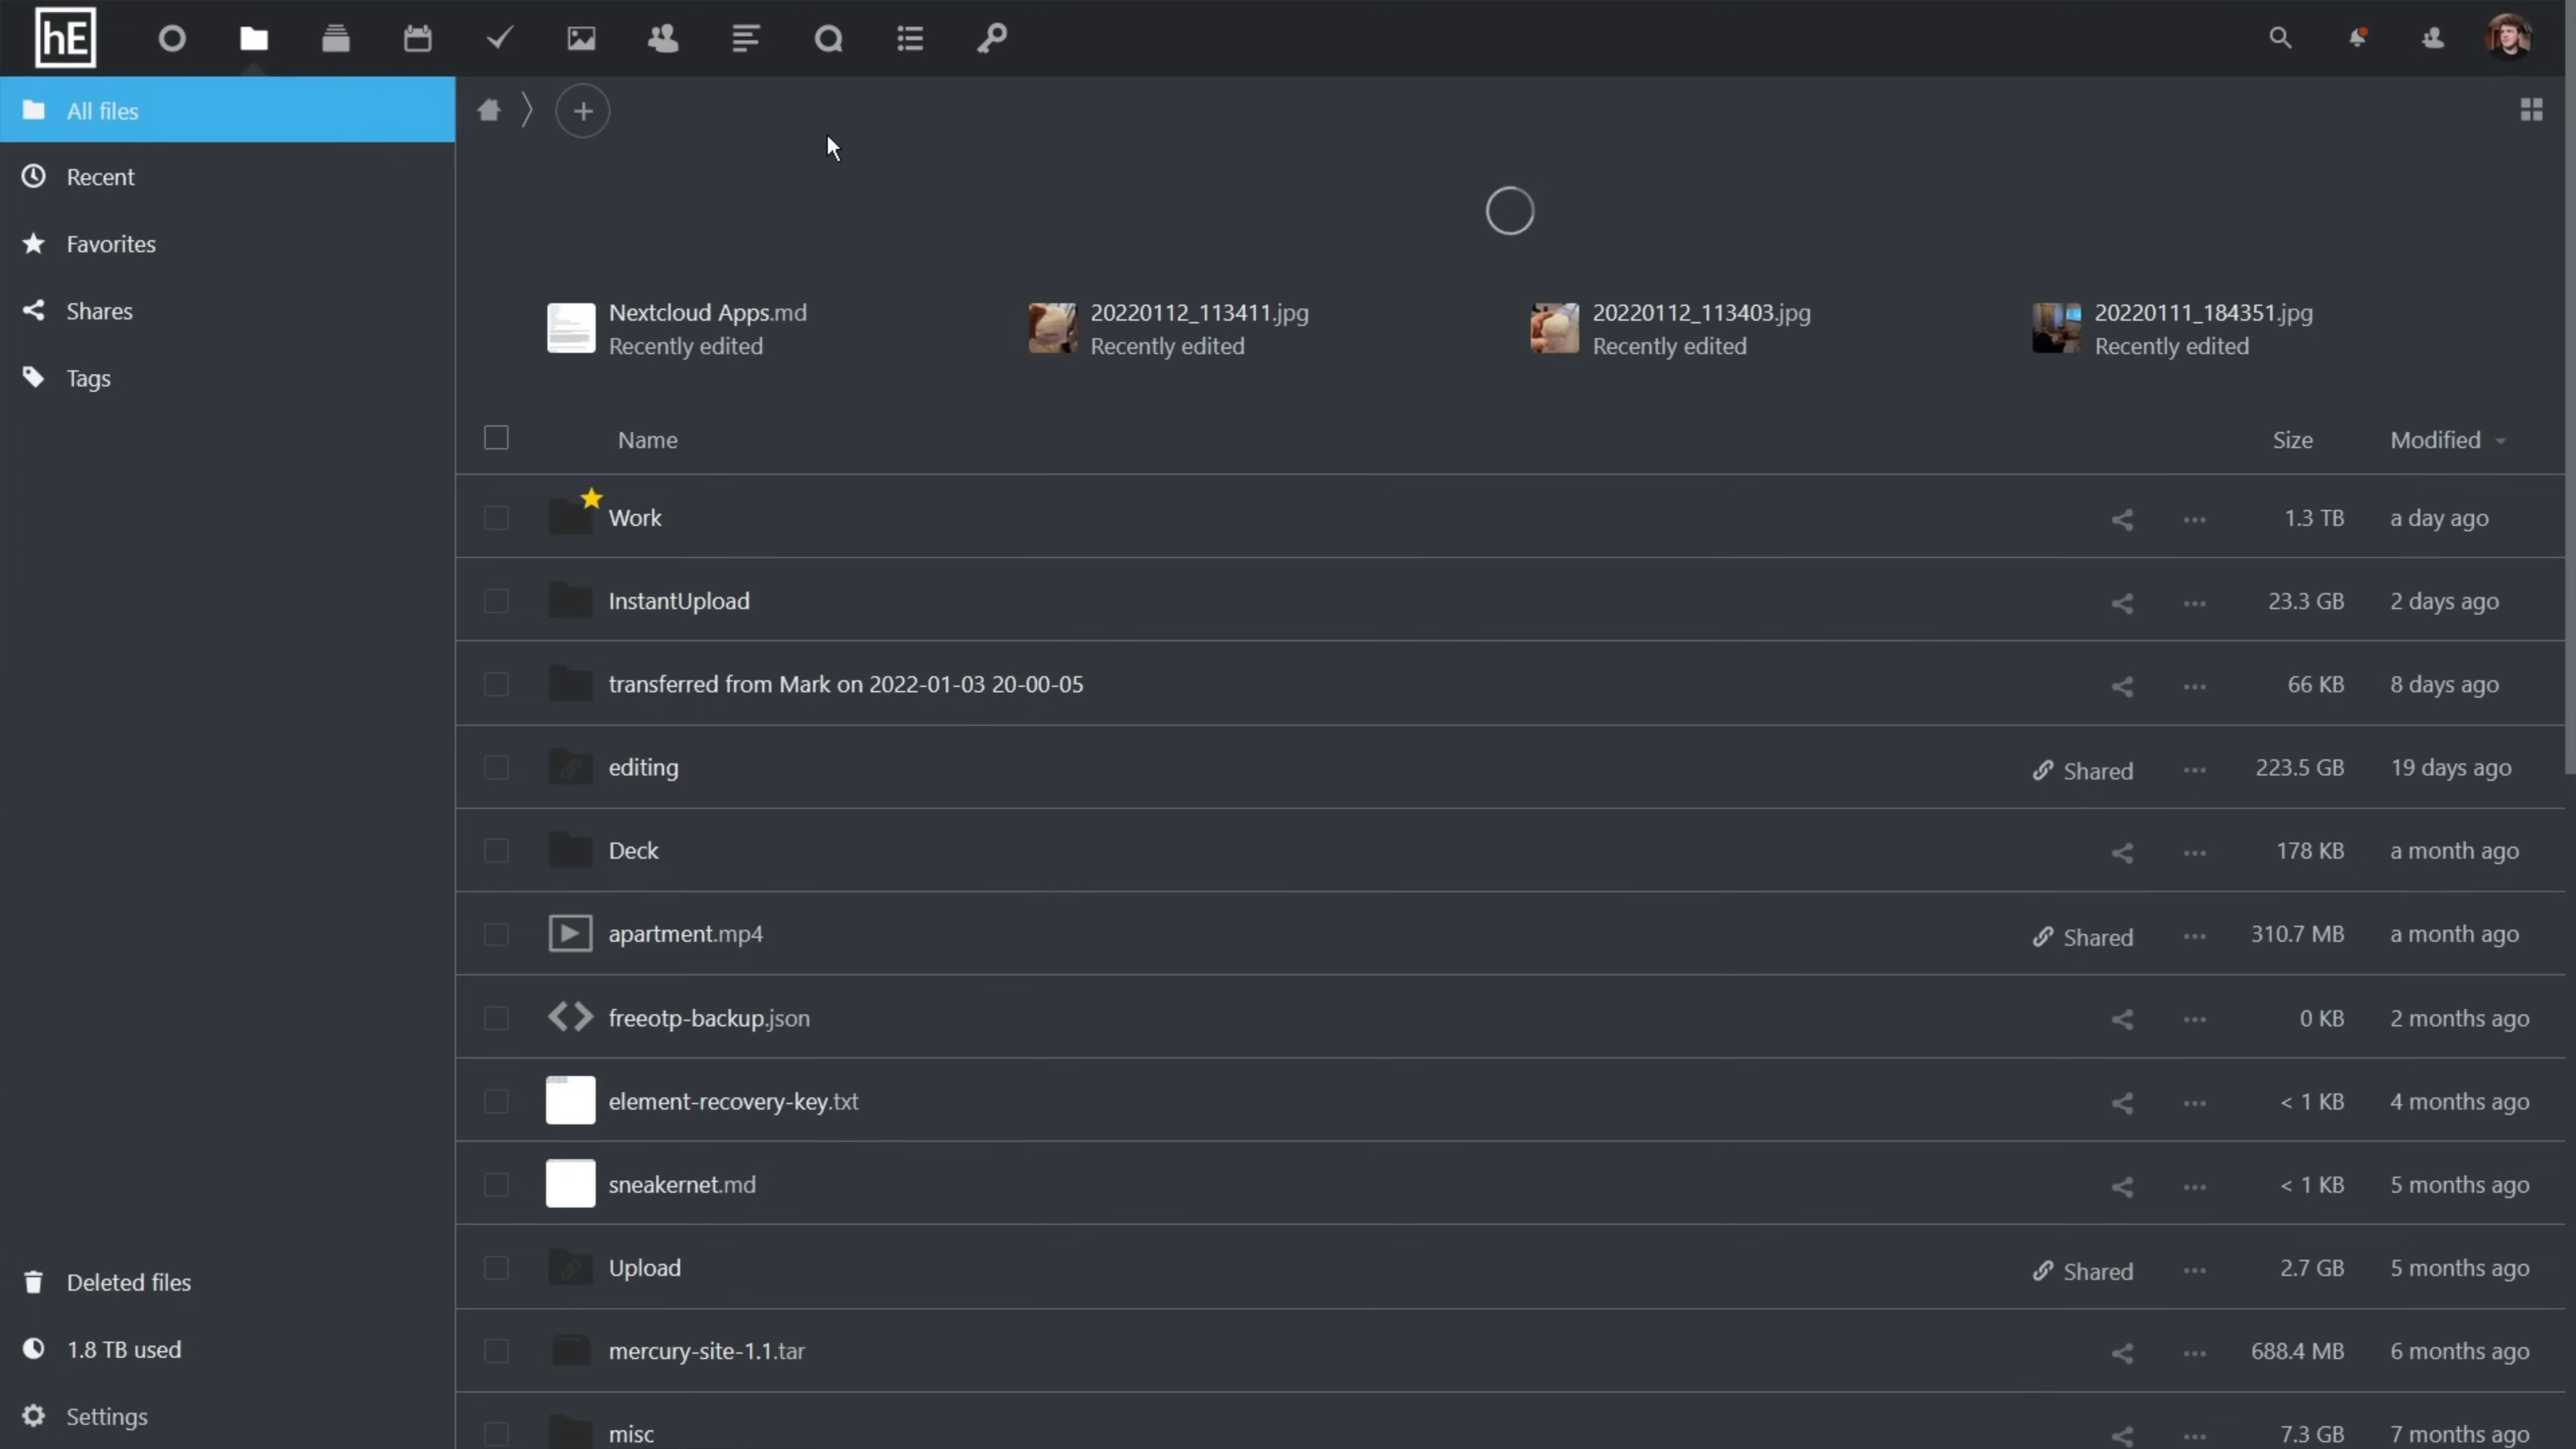 hE
All files
Recent
Favorites
Shares
Tags
Nextcloud Apps.md
Recently edited
20220112_113411.jpg
Recently edited
20220112_113403.jpg
Recently edited
20220111_184351.jpg
Recently edited
Name Size Modified
Work 1.3 TB a day ago
InstantUpload 23.3 GB 2 days ago
transferred from Mark on 2022-01-03 20-00-05 66 KB 8 days ago
editing Shared 223.5 GB 19 days ago
Deck 178 KB a month ago
apartment.mp4 Shared 310.7 MB a month ago
freeotp-backup.json 0 KB 2 months ago
element-recovery-key.txt < 1 KB 4 months ago
sneakernet.md < 1 KB 5 months ago
Upload Shared 2.7 GB 5 months ago
mercury-site-1.1.tar 688.4 MB 6 months ago
misc 7.3 GB 7 months ago
Deleted files
1.8 TB used
Settings